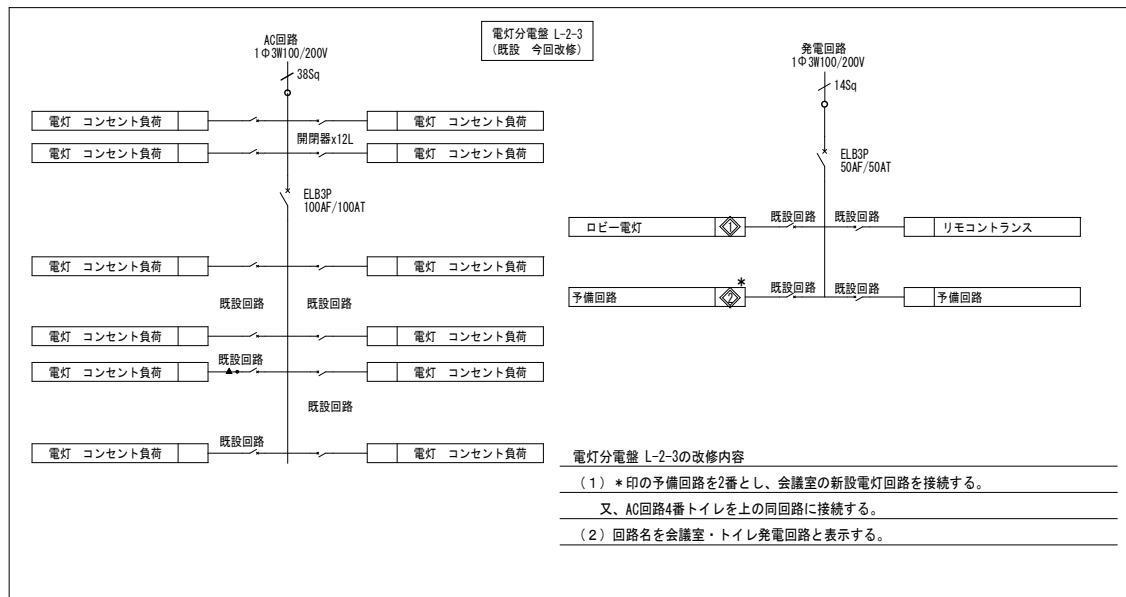 電灯分電盤 L-2-3
(既設 今回改修)
AC回路
1Φ3W100/200V
38Sq
電灯 コンセント負荷
電灯 コンセント負荷
開閉器x12L
電灯 コンセント負荷
電灯 コンセント負荷
ELB3P
100AF/100AT
電灯 コンセント負荷
電灯 コンセント負荷
既設回路
既設回路
電灯 コンセント負荷
電灯 コンセント負荷
既設回路
電灯 コンセント負荷
電灯 コンセント負荷
既設回路
既設回路
電灯 コンセント負荷
電灯 コンセント負荷
発電回路
1Φ3W100/200V
14Sq
ELB3P
50AF/50AT
既設回路
既設回路
ロビー電灯
1
リモコントランス
*
既設回路
既設回路
予備回路
2
予備回路
電灯分電盤 L-2-3の改修内容
(1)*印の予備回路を2番とし、会議室の新設電灯回路を接続する。
又、AC回路4番トイレを上の同回路に接続する。
(2)回路名を会議室・トイレ発電回路と表示する。